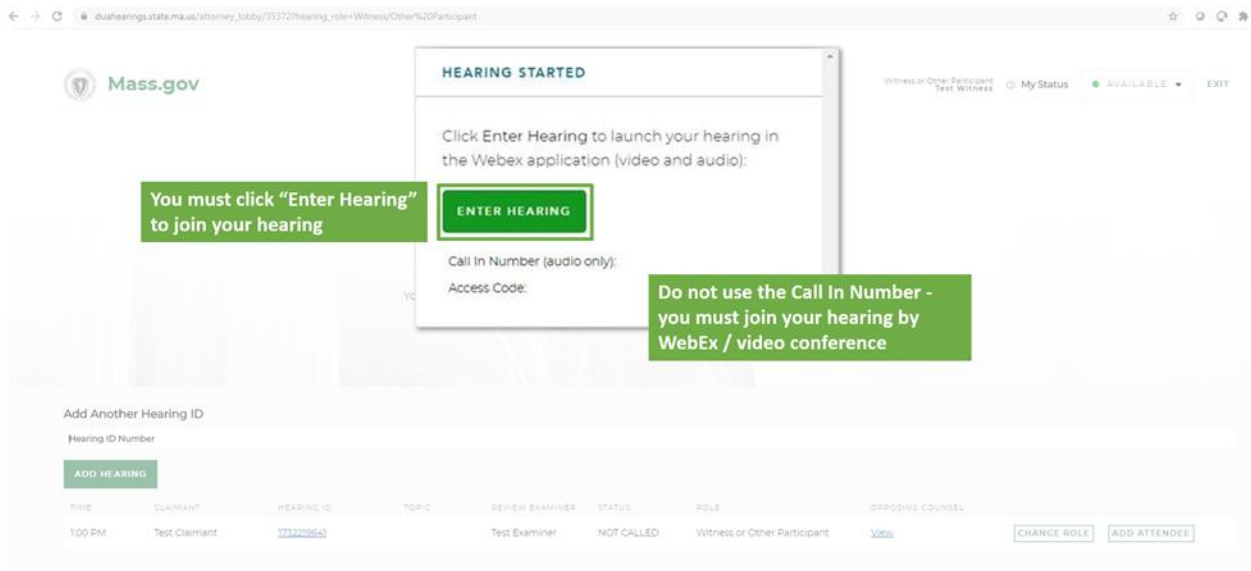 duahearings.state.ma.us/attorney_lobby/35372?hearing_role=Witness/Other%20Participant
Mass.gov
Witness or Other Participant
Test Witness
My Status
AVAILABLE
EXIT
HEARING STARTED
Click Enter Hearing to launch your hearing in
the Webex application (video and audio):
You must click “Enter Hearing”
to join your hearing
ENTER HEARING
Call In Number (audio only):
Access Code:
Do not use the Call In Number -
you must join your hearing by
WebEx / video conference
Add Another Hearing ID
Hearing ID Number
ADD HEARING
TIME CLAIMANT HEARING ID TOPIC REVIEW EXAMINER STATUS ROLE OPPOSING COUNSEL
1:00 PM Test Claimant 1732219641 Test Examiner NOT CALLED Witness or Other Participant View CHANGE ROLE ADD ATTENDEE